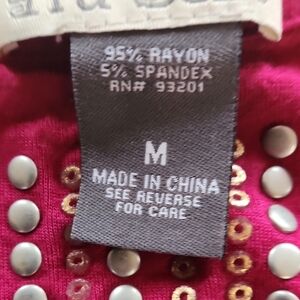 95% RAYON
5% SPANDEX
RN# 93201
M
MADE IN CHINA
SEE REVERSE
FOR CARE